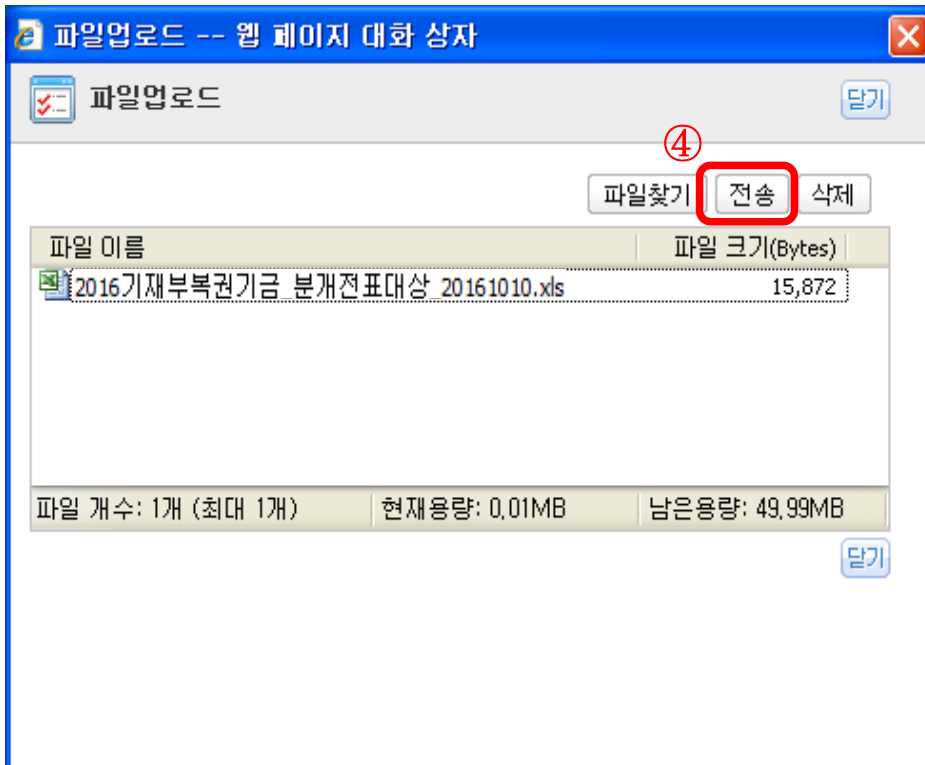 파일업로드 -- 웹 페이지 대화 상자
파일업로드 닫기
④
파일찾기 전송 삭제
파일 이름 파일 크기(Bytes)
2016기재부복권기금_분개전표대상_20161010.xls 15,872
파일 개수: 1개 (최대 1개) 현재용량: 0,01MB 남은용량: 49,99MB
닫기